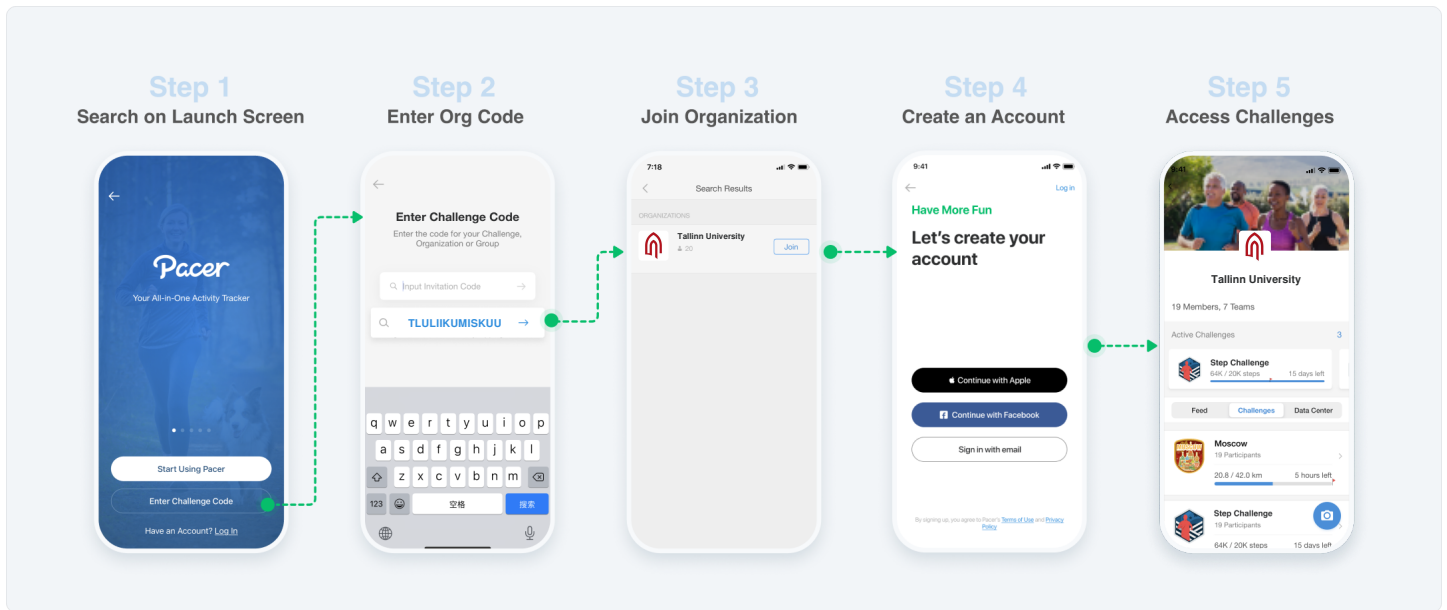 Step 1
Search on Launch Screen
Pacer
Your All-in-One Activity Tracker
Start Using Pacer
Enter Challenge Code
Have an Account? Log In
Step 2
Enter Org Code
Enter Challenge Code
Enter the code for your Challenge,
Organization or Group
Input Invitation Code
TLULIIKUMISKUU
q w e r t y u i o p
a s d f g h j k l
z x c v b n m
123
空格
搜索
Step 3
Join Organization
7:18
Search Results
ORGANIZATIONS
Tallinn University
20
Join
Step 4
Create an Account
9:41
Log in
Have More Fun
Let's create your
account
Continue with Apple
Continue with Facebook
Sign in with email
By signing up, you agree to Pacer's Terms of Use and Privacy
Policy
Step 5
Access Challenges
9:41
Tallinn University
19 Members, 7 Teams
Active Challenges 3
Step Challenge
64K / 20K steps 15 days left
Feed Challenges Data Center
Moscow
19 Participants
20.8 / 42.0 km 5 hours left
Step Challenge
19 Participants
64K / 20K steps 15 days left